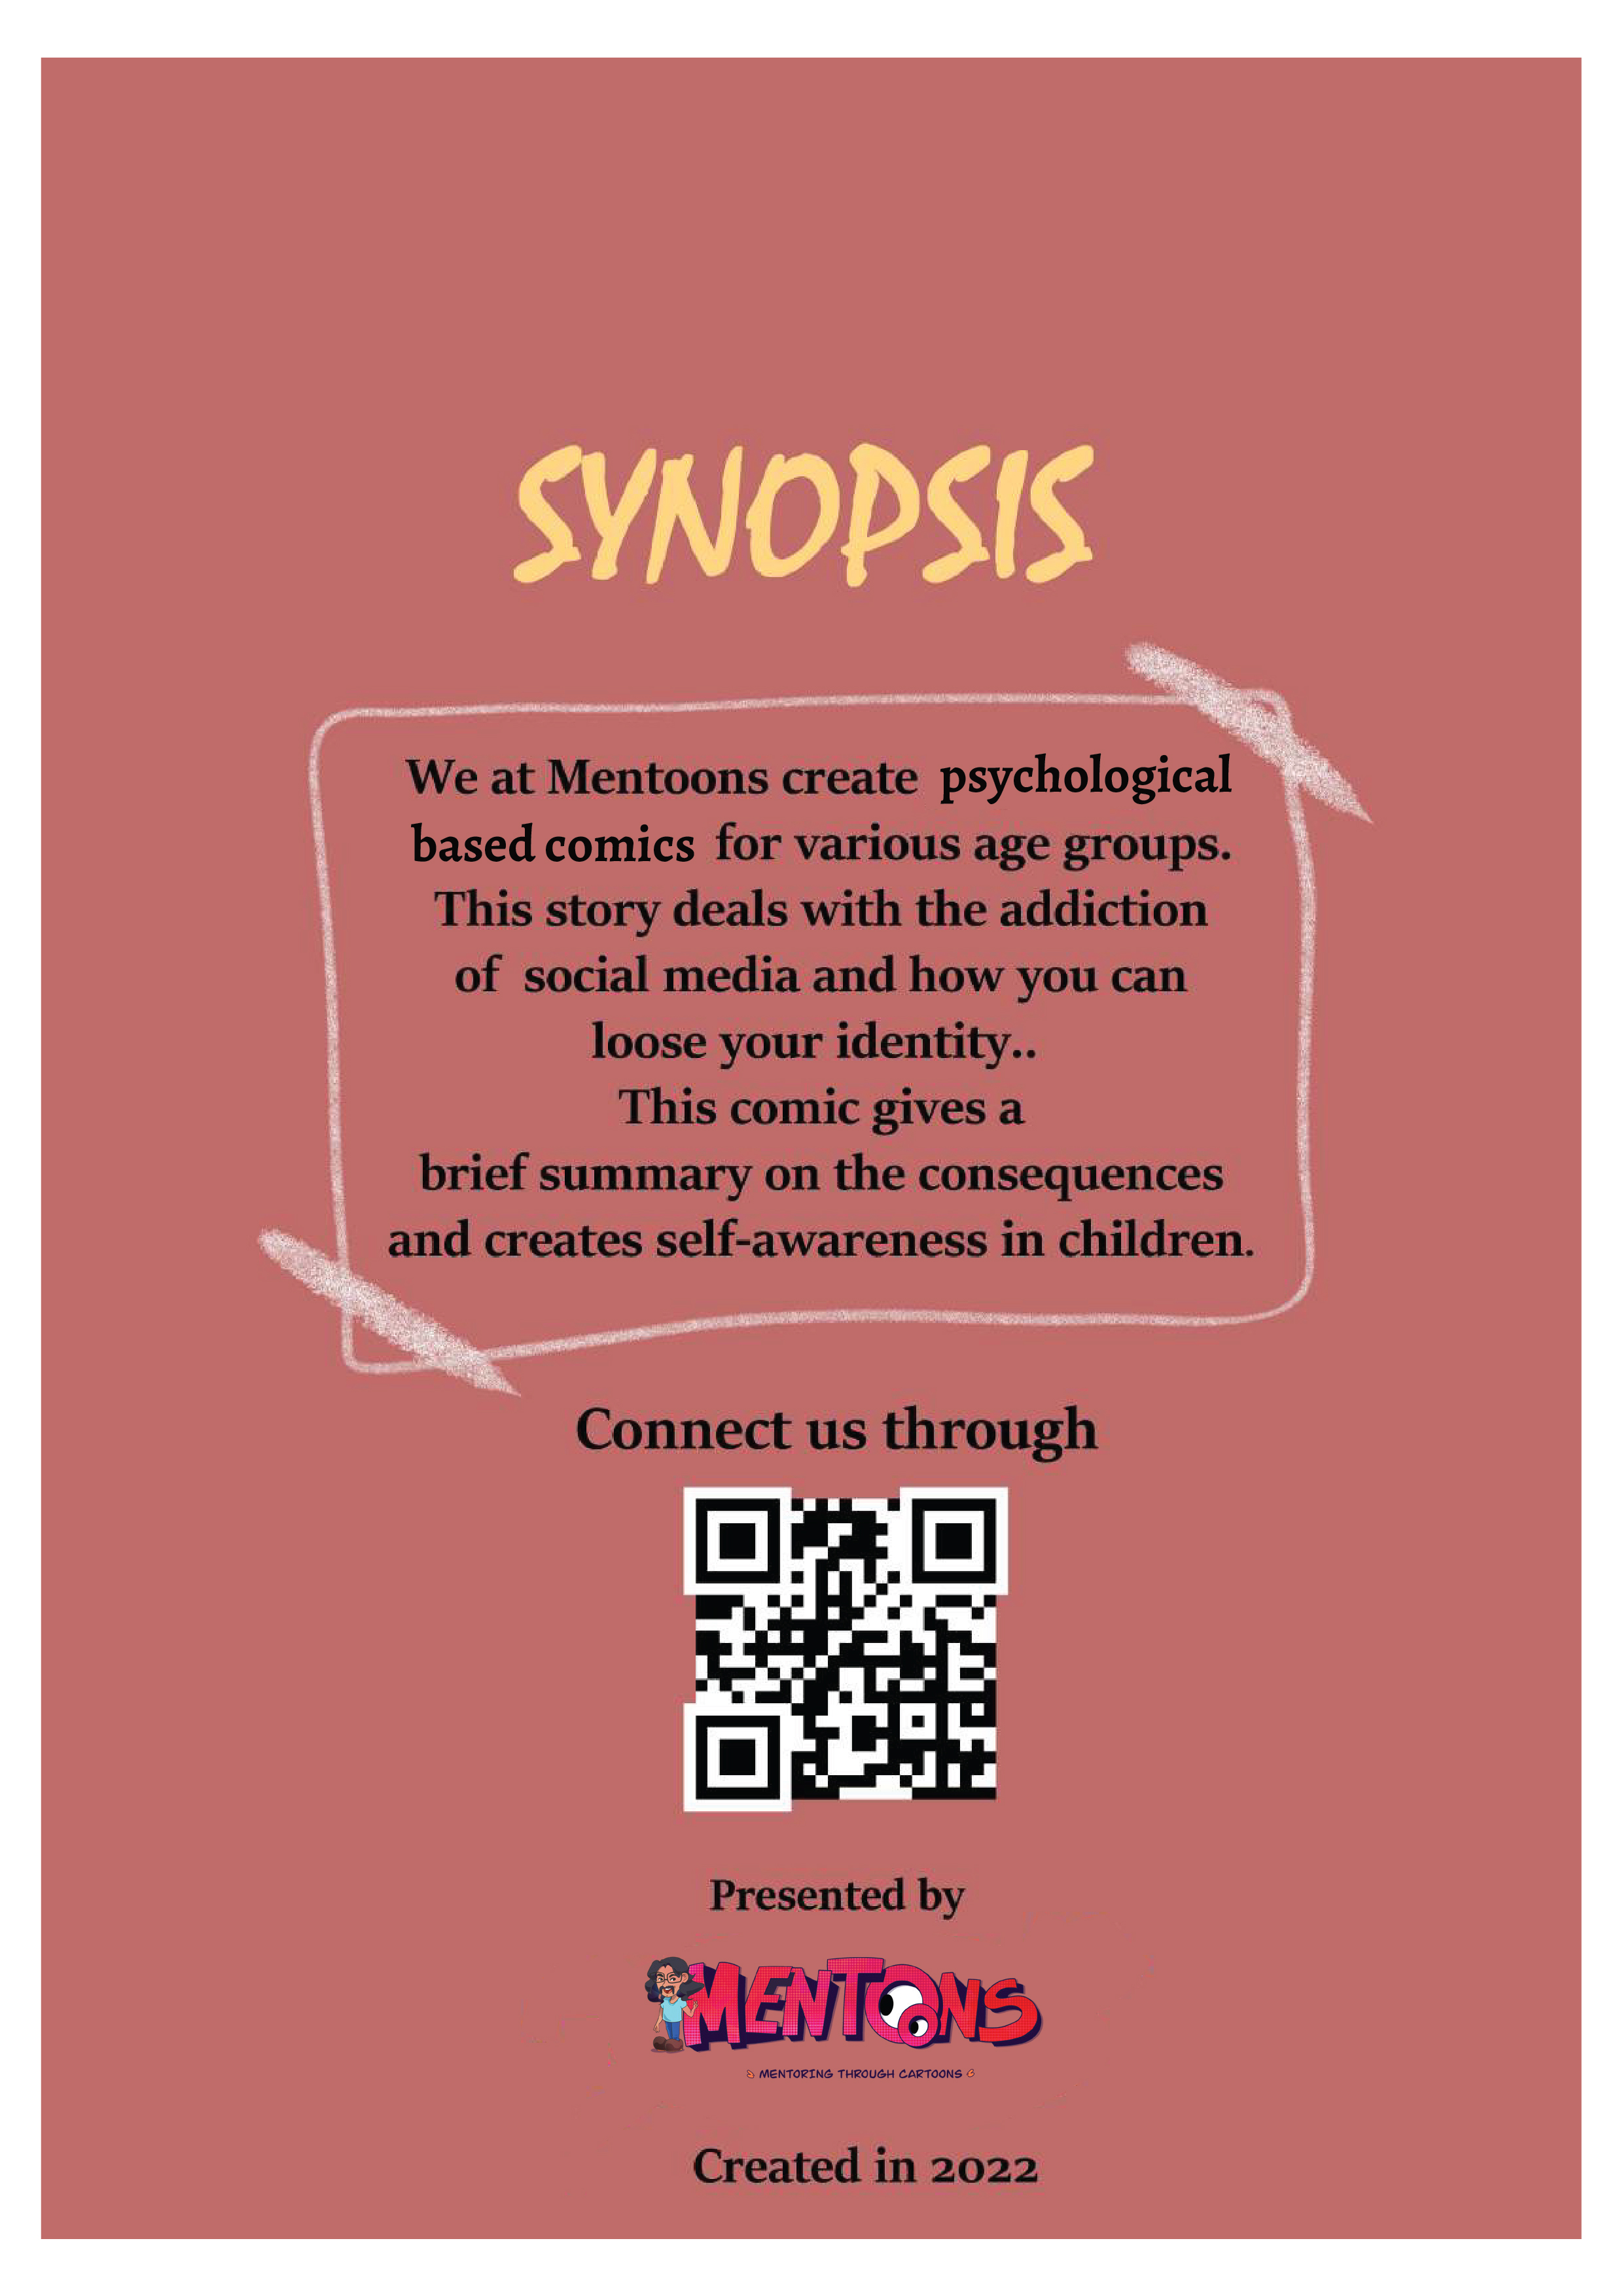 SYNOPSIS
We at Mentoons create psychological
based comics for various age groups.
This story deals with the addiction
of social media and how you can
loose your identity..
This comic gives a
brief summary on the consequences
and creates self-awareness in children.
Connect us through
Presented by
MENTOONS
MENTORING THROUGH CARTOONS
Created in 2022